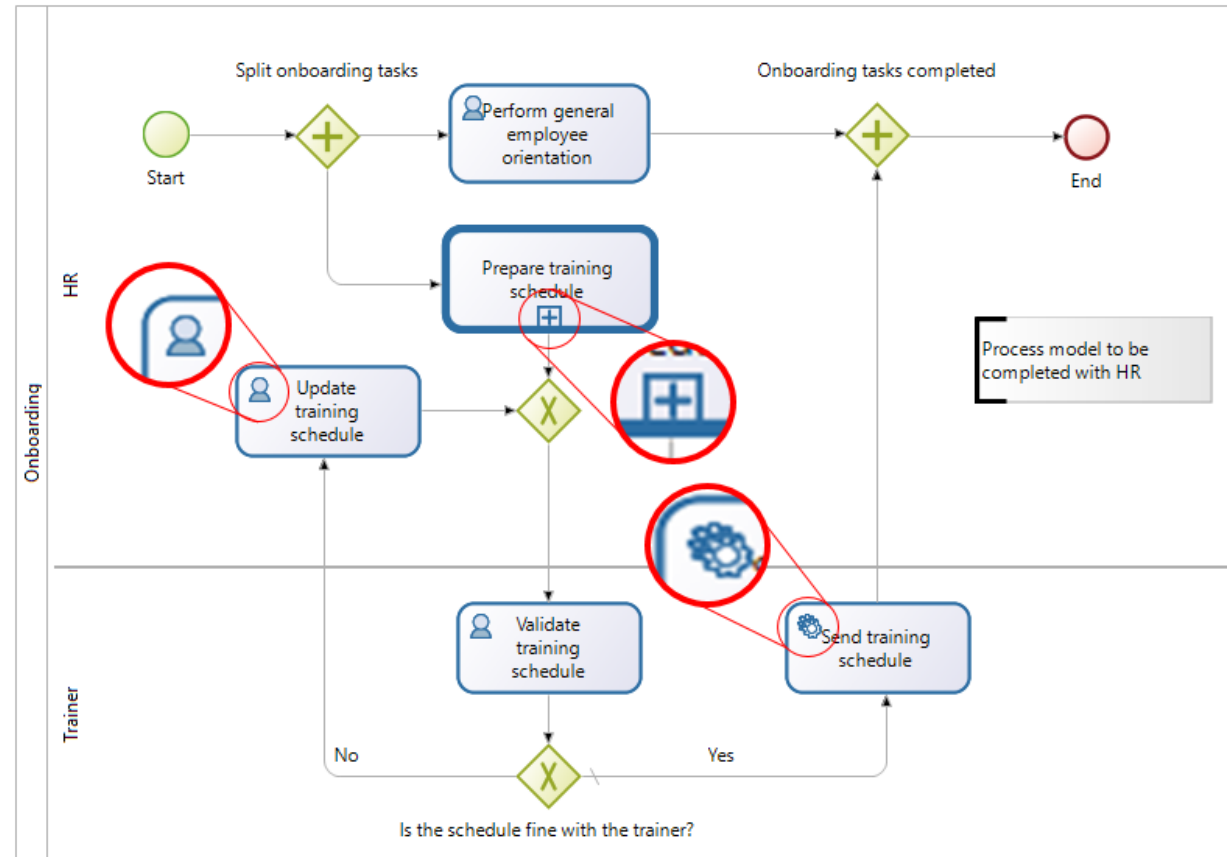 Onboarding
HR
Split onboarding tasks
Onboarding tasks completed
Start
Perform general
employee
orientation
End
Prepare training
schedule
Update
training
schedule
Process model to be
completed with HR
Trainer
Validate
training
schedule
Send training
schedule
No
Yes
Is the schedule fine with the trainer?